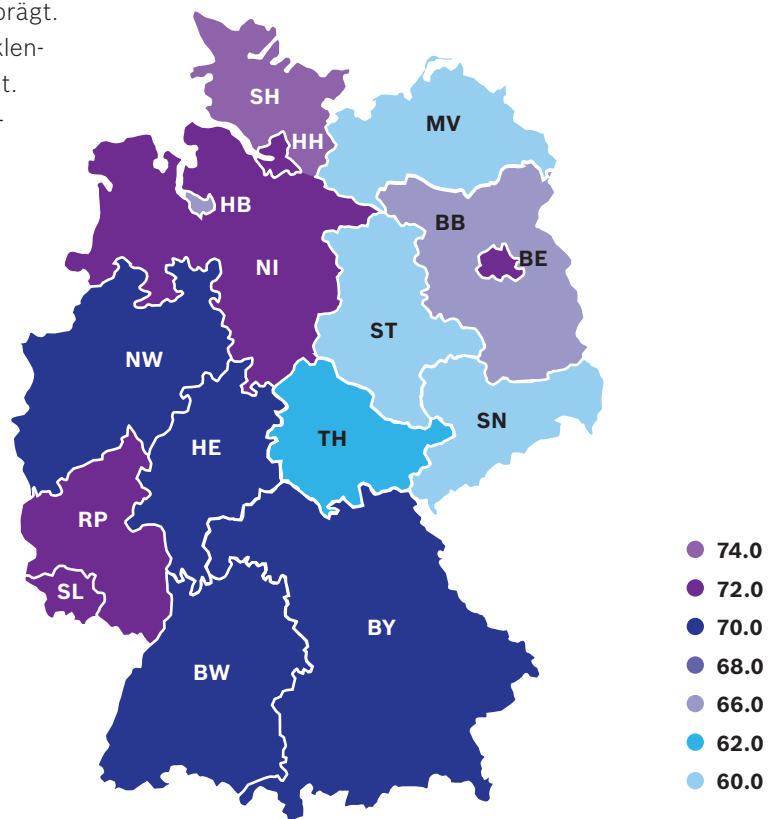 prägt.
klen-
t.
-
SH
MV
HH
HB
BB
BE
NI
ST
NW
SN
TH
HE
RP
SL
BY
BW
74.0
72.0
70.0
68.0
66.0
62.0
60.0